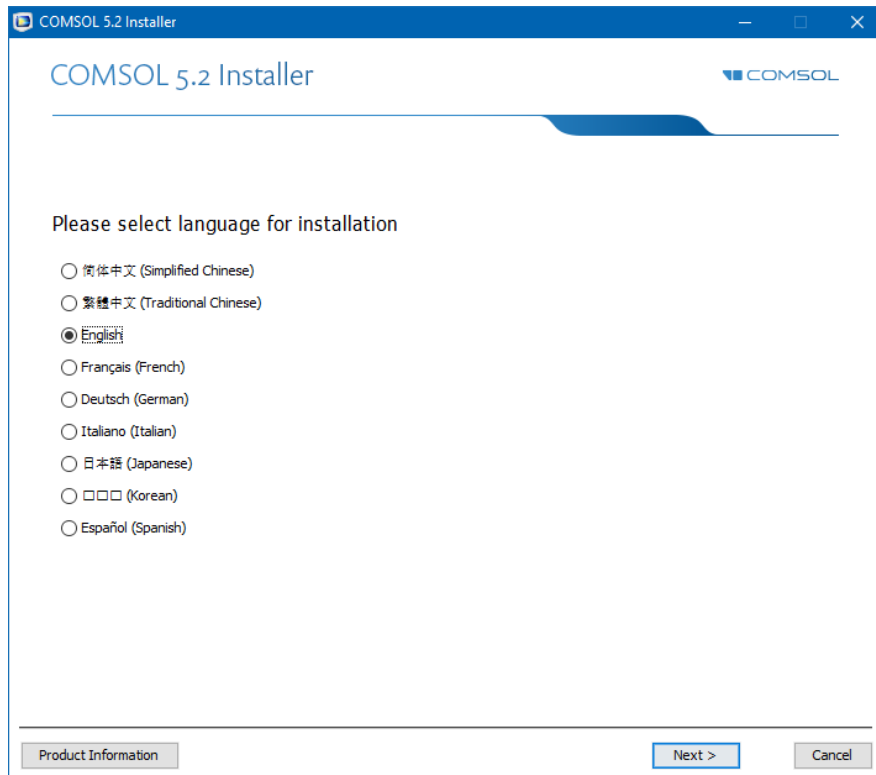 COMSOL 5.2 Installer
COMSOL 5.2 Installer
COMSOL
Please select language for installation
简体中文 (Simplified Chinese)
繁體中文 (Traditional Chinese)
English
Français (French)
Deutsch (German)
Italiano (Italian)
日本語 (Japanese)
□□□ (Korean)
Español (Spanish)
Product Information
Next >
Cancel